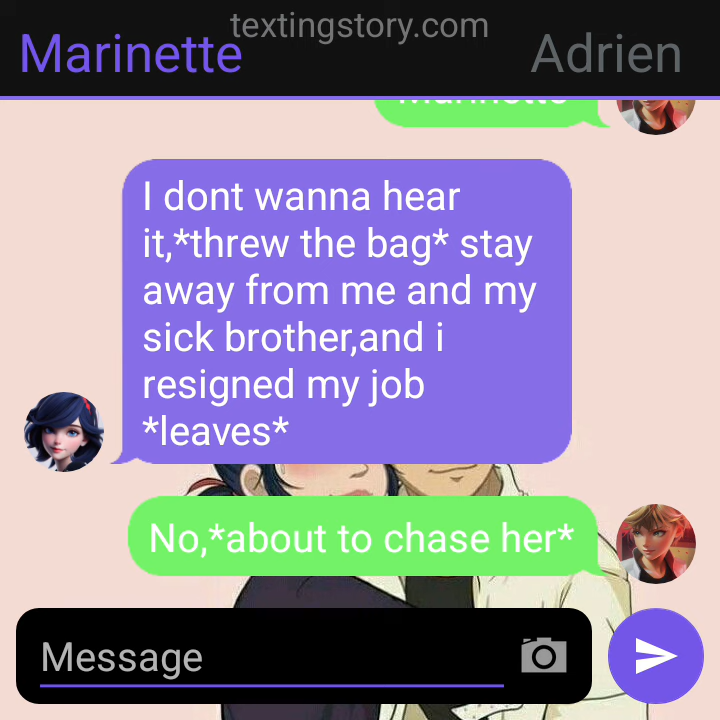 textingstory.com
Marinette
Adrien
I dont wanna hear
it,*threw the bag* stay
away from me and my
sick brother,and i
resigned my job
*leaves*
No,*about to chase her*
Message